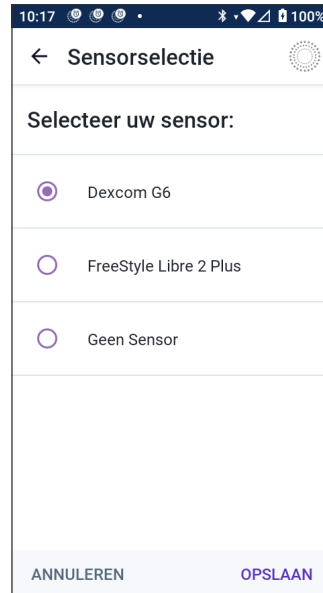 10:17 100%
Sensorselectie
Selecteer uw sensor:
Dexcom G6
FreeStyle Libre 2 Plus
Geen Sensor
ANNULEREN OPSLAAN